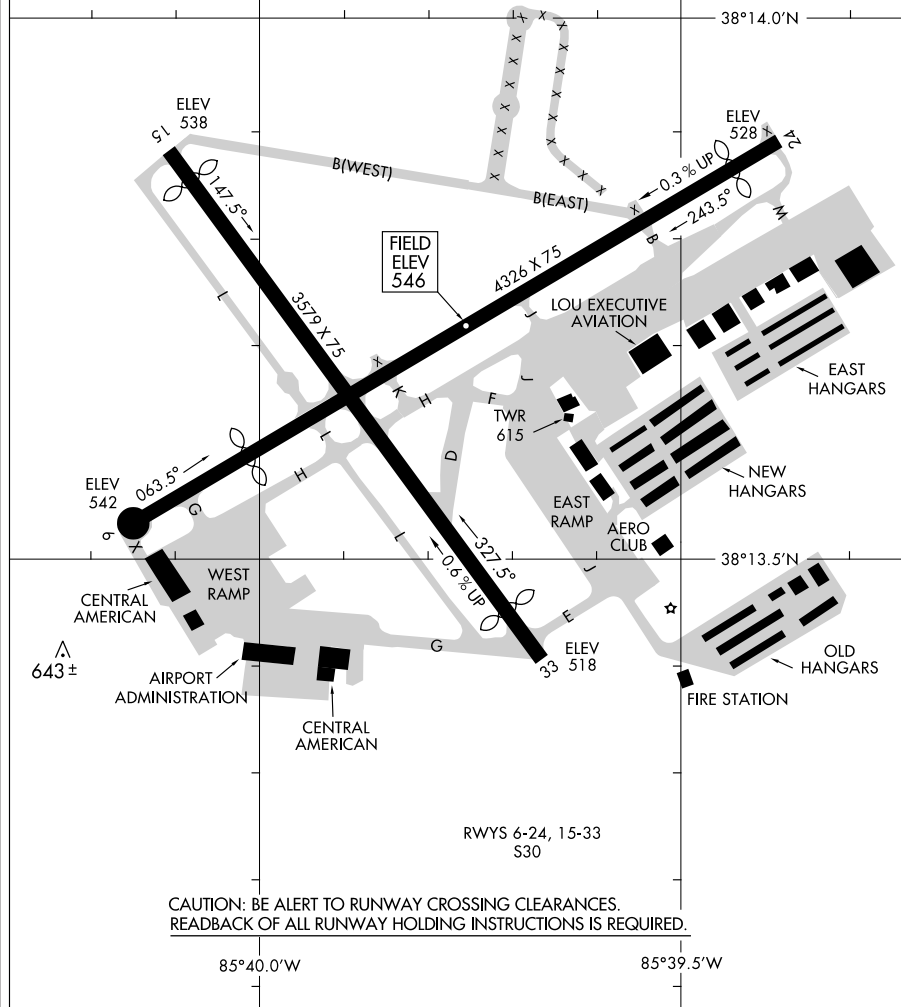 38°14.0'N
ELEV
538
15
ELEV
528
24
X X X X X X X X X X X X X X X X X X X
B(WEST)
B(EAST)
0.3% UP
243.5°
147.5°
M
B
FIELD
ELEV
546
4326 X 75
L
3579 X 75
J
LOU EXECUTIVE
AVIATION
EAST
HANGARS
X
K
H
F
J
TWR
615
L
D
H
063.5°
ELEV
542
G
6
X
NEW
HANGARS
EAST
RAMP
AERO
CLUB
38°13.5'N
L
327.5°
0.6% UP
J
E
WEST
RAMP
CENTRAL
AMERICAN
G
33
ELEV
518
643±
AIRPORT
ADMINISTRATION
OLD
HANGARS
FIRE STATION
CENTRAL
AMERICAN
RWYS 6-24, 15-33
S30
CAUTION: BE ALERT TO RUNWAY CROSSING CLEARANCES.
READBACK OF ALL RUNWAY HOLDING INSTRUCTIONS IS REQUIRED.
85°40.0'W
85°39.5'W